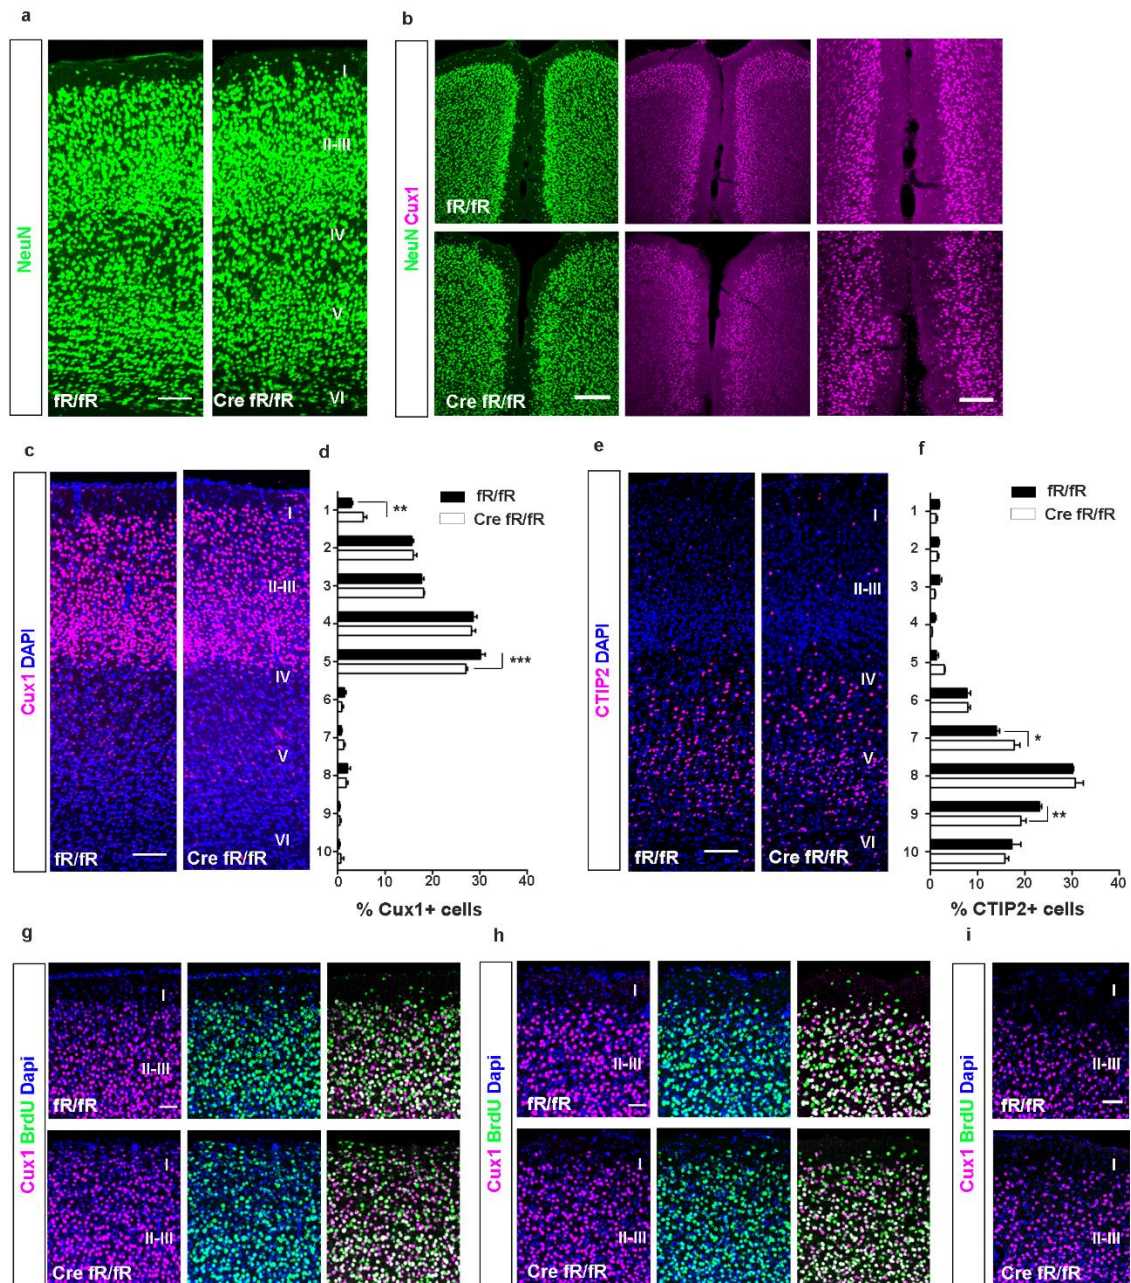 a
NeuN
I
II-III
IV
V
VI
fR/fR
Cre fR/fR
b
NeuN Cux1
fR/fR
Cre fR/fR
c
Cux1 DAPI
I
II-III
IV
V
VI
fR/fR
Cre fR/fR
d
fR/fR
Cre fR/fR
1
**
2
3
4
5
***
6
7
8
9
10
0 10 20 30 40
% Cux1+ cells
e
CTIP2 DAPI
I
II-III
IV
V
VI
fR/fR
Cre fR/fR
f
fR/fR
Cre fR/fR
1
2
3
4
5
6
7
*
8
9
**
10
0 10 20 30 40
% CTIP2+ cells
g
Cux1 BrdU Dapi
I
II-III
fR/fR
I
II-III
Cre fR/fR
h
Cux1 BrdU Dapi
I
II-III
fR/fR
I
II-III
Cre fR/fR
i
Cux1 BrdU Dapi
I
II-III
fR/fR
I
II-III
Cre fR/fR